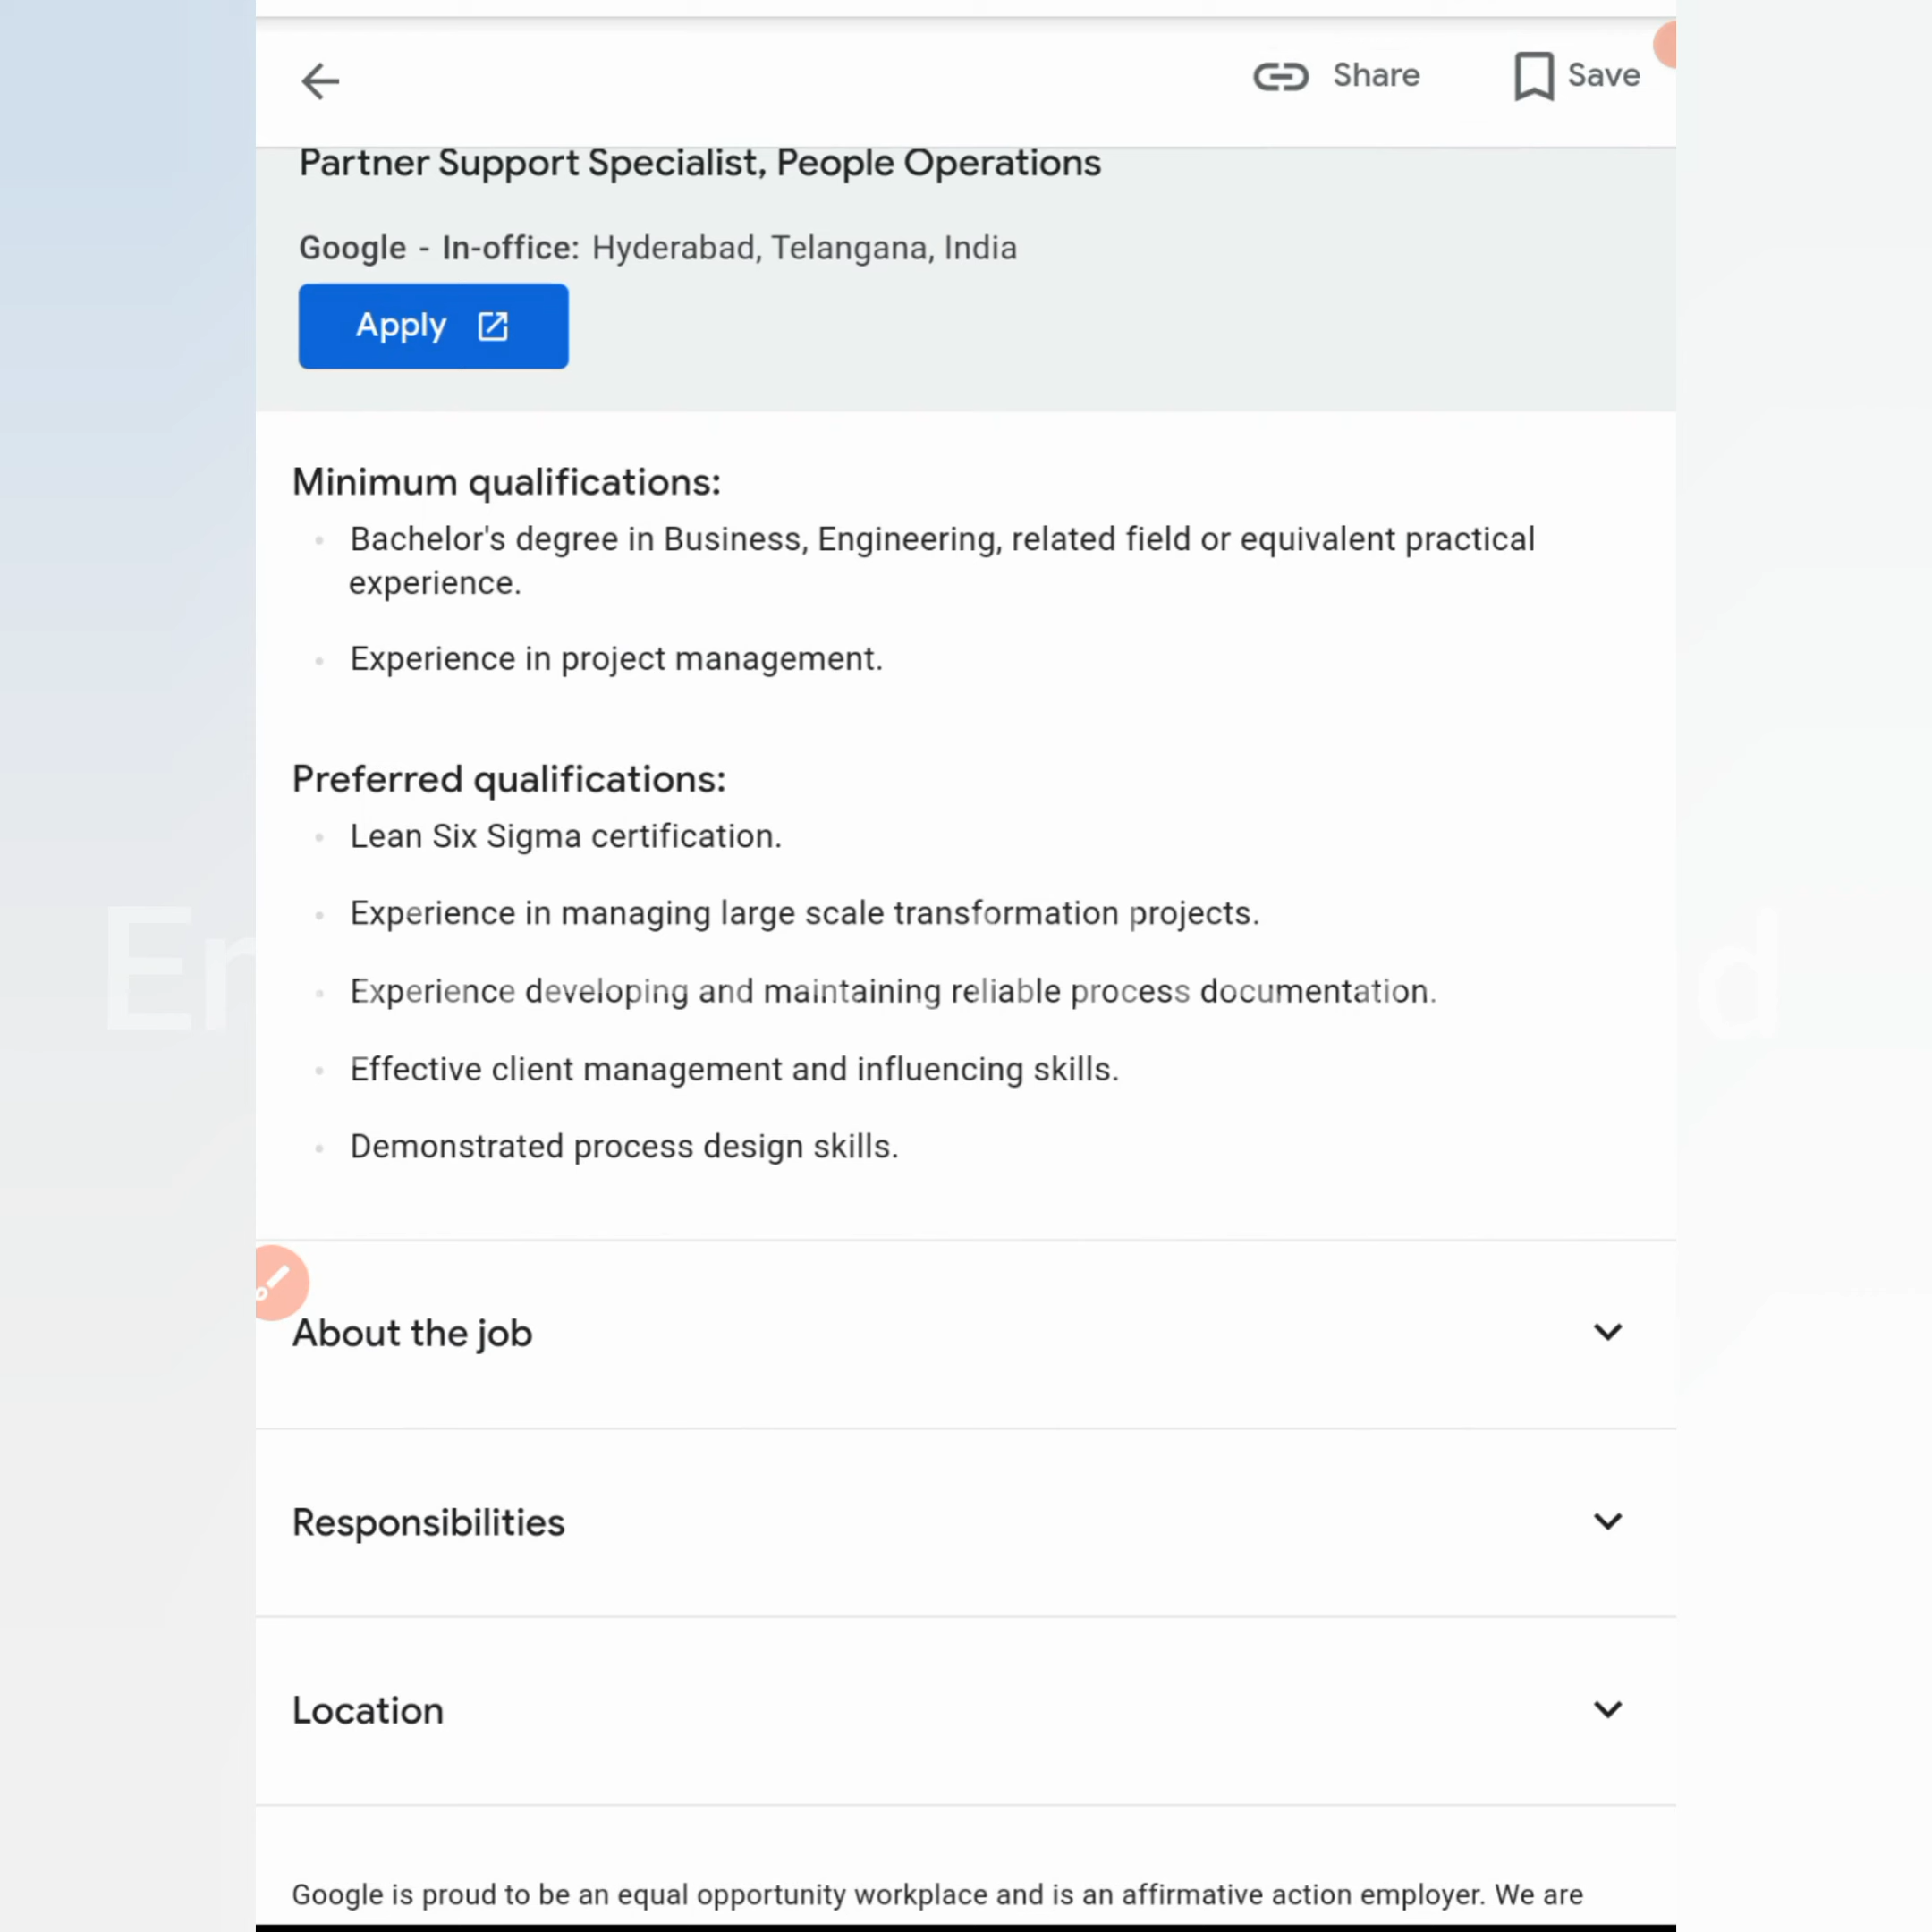 Share
Save
Partner Support Specialist, People Operations
Google - In-office: Hyderabad, Telangana, India
Apply
Minimum qualifications:
Bachelor's degree in Business, Engineering, related field or equivalent practical
experience.
Experience in project management.
Preferred qualifications:
Lean Six Sigma certification.
Experience in managing large scale transformation projects.
Experience developing and maintaining reliable process documentation.
Effective client management and influencing skills.
Demonstrated process design skills.
About the job
Responsibilities
Location
Google is proud to be an equal opportunity workplace and is an affirmative action employer. We are